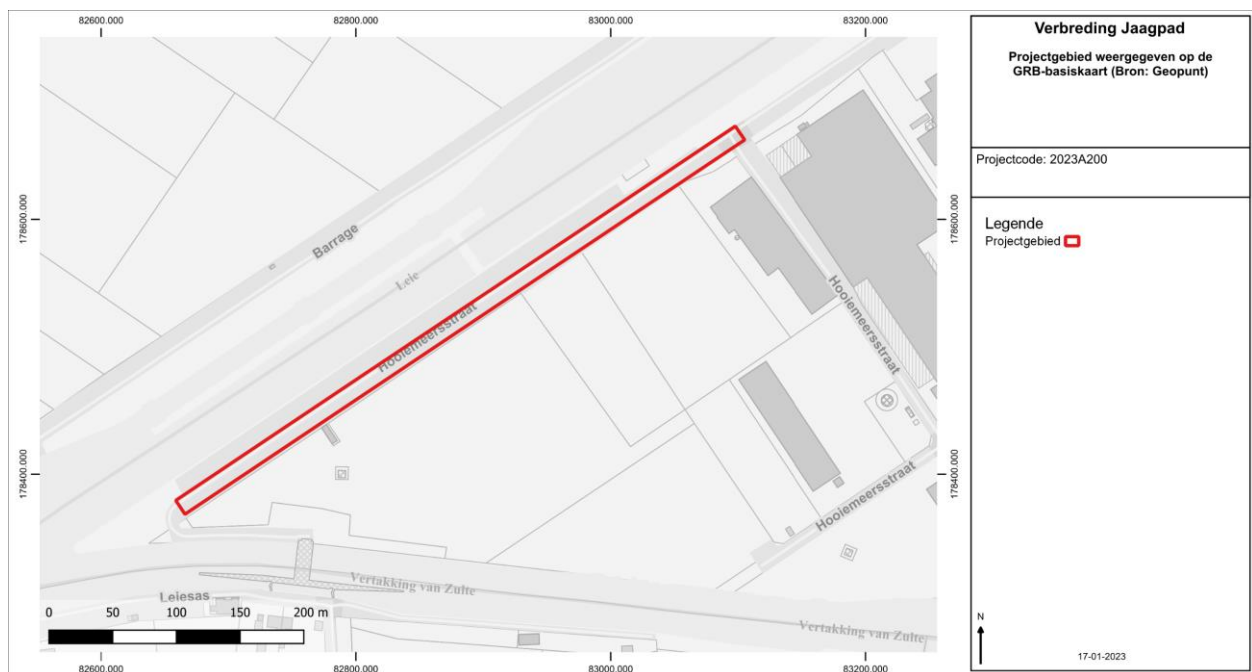 82600.000
82800.000
83000.000
83200.000
Verbreding Jaagpad
Projectgebied weergegeven op de
GRB-basiskaart (Bron: Geopunt)
Projectcode: 2023A200
Legende
Projectgebied
178600.000
178600.000
Barrage
Leie
Hooiemeersstraat
Hooiemeersstraat
178400.000
178400.000
Hooiemeersstraat
Vertakking van Zulte
Leiesas
Vertakking van Zulte
0 50 100 150 200 m
N
17-01-2023
82600.000
82800.000
83000.000
83200.000